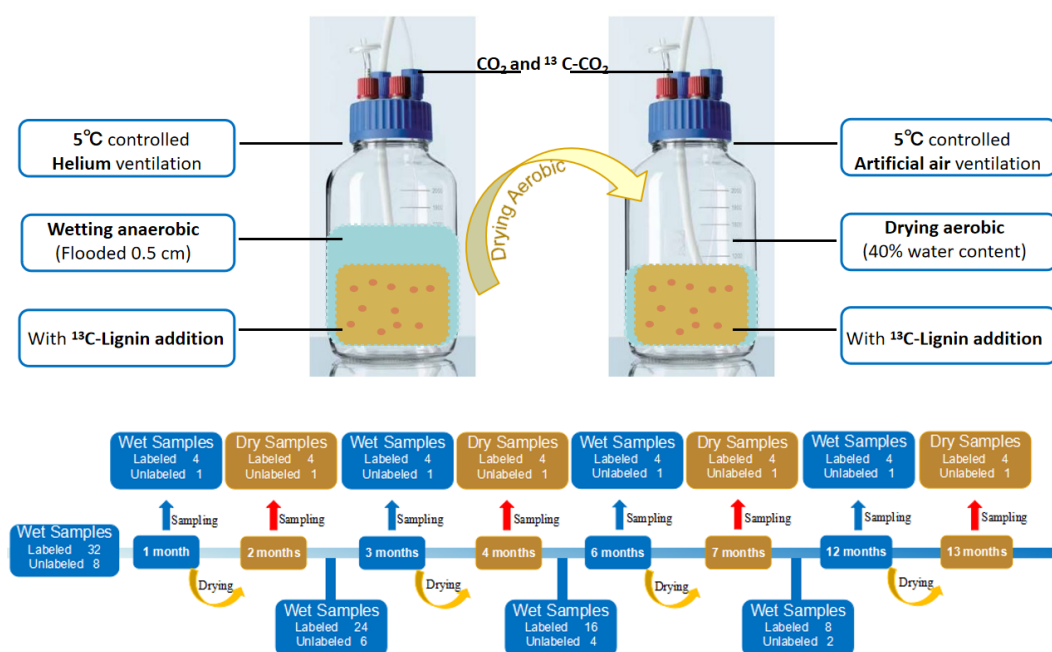 CO₂ and ¹³ C-CO₂
5℃ controlled
Helium ventilation
Wetting anaerobic
(Flooded 0.5 cm)
With ¹³C-Lignin addition
Drying Aerobic
5℃ controlled
Artificial air ventilation
Drying aerobic
(40% water content)
With ¹³C-Lignin addition
Wet Samples
Labeled 4
Unlabeled 1
Dry Samples
Labeled 4
Unlabeled 1
Wet Samples
Labeled 4
Unlabeled 1
Dry Samples
Labeled 4
Unlabeled 1
Wet Samples
Labeled 4
Unlabeled 1
Dry Samples
Labeled 4
Unlabeled 1
Wet Samples
Labeled 4
Unlabeled 1
Dry Samples
Labeled 4
Unlabeled 1
Sampling
Sampling
Sampling
Sampling
Sampling
Sampling
Sampling
Sampling
Wet Samples
Labeled 32
Unlabeled 8
1 month
2 months
3 months
4 months
6 months
7 months
12 months
13 months
Drying
Drying
Drying
Drying
Wet Samples
Labeled 24
Unlabeled 6
Wet Samples
Labeled 16
Unlabeled 4
Wet Samples
Labeled 8
Unlabeled 2